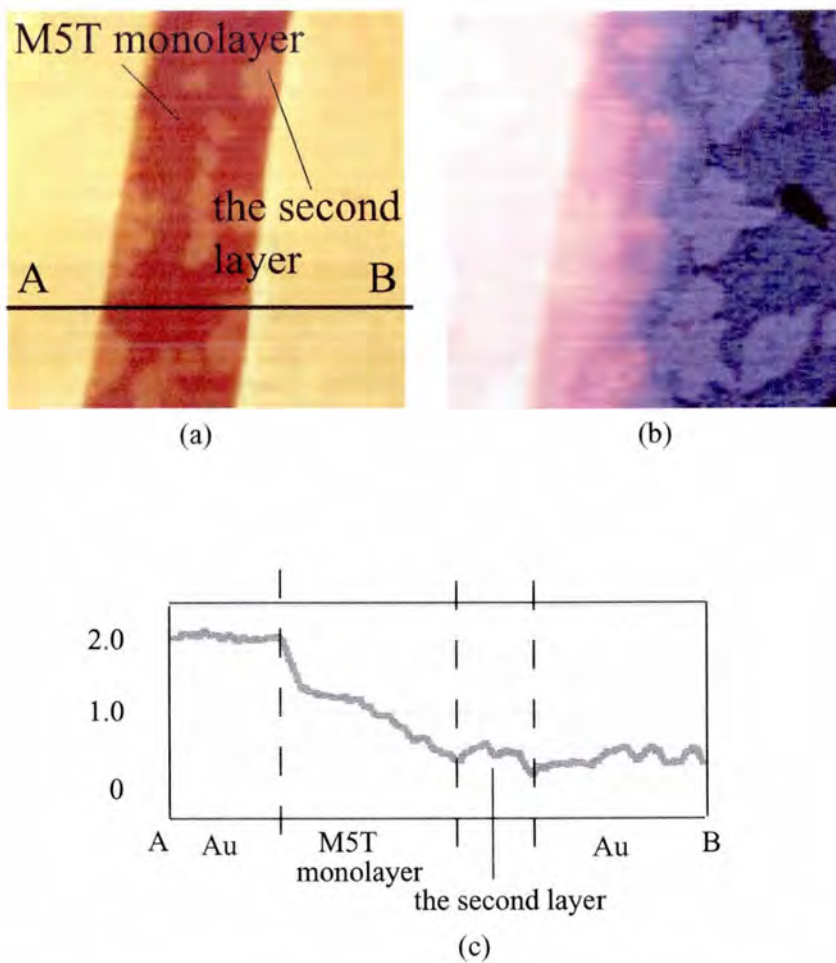 M5T monolayer
the second
layer
A B
(a)
(b)
2.0
1.0
0
A Au M5T Au B
monolayer
the second layer
(c)